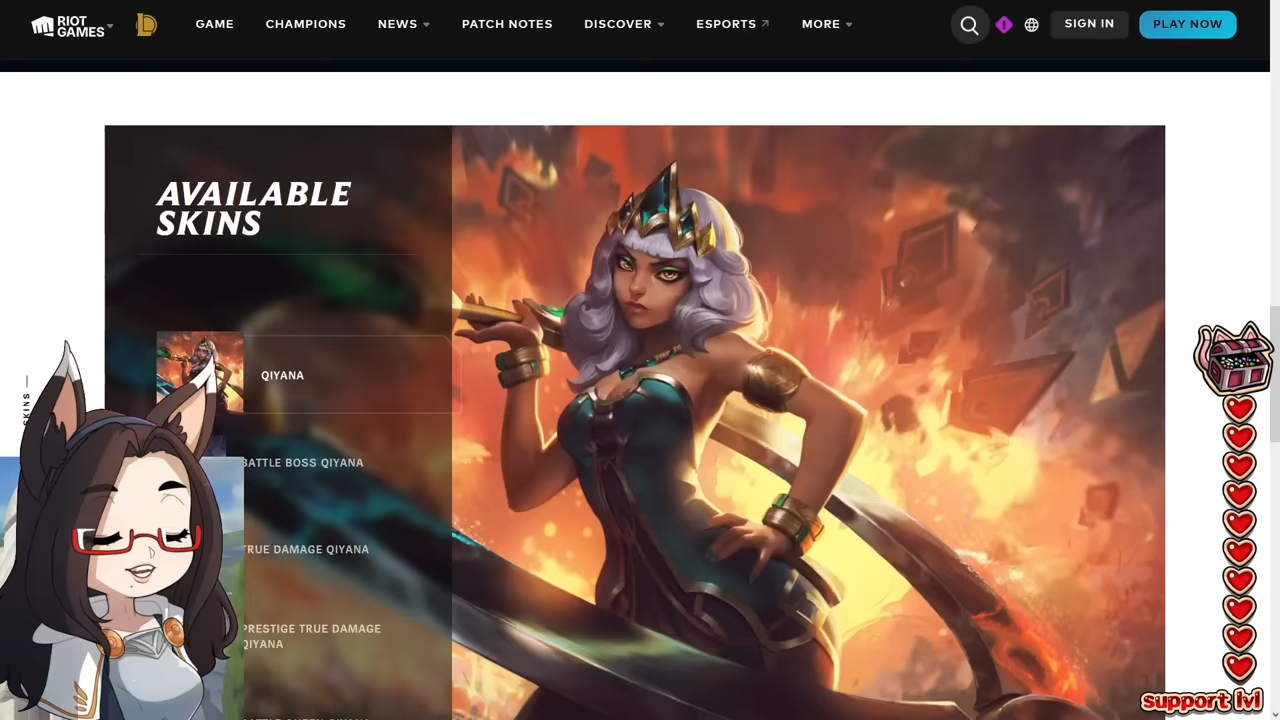 RIOT
GAMES
GAME
CHAMPIONS
NEWS
PATCH NOTES
DISCOVER
ESPORTS
MORE
SIGN IN
PLAY NOW
AVAILABLE
SKINS
QIYANA
SKINS
BATTLE BOSS QIYANA
TRUE DAMAGE QIYANA
PRESTIGE TRUE DAMAGE
QIYANA
support lvl